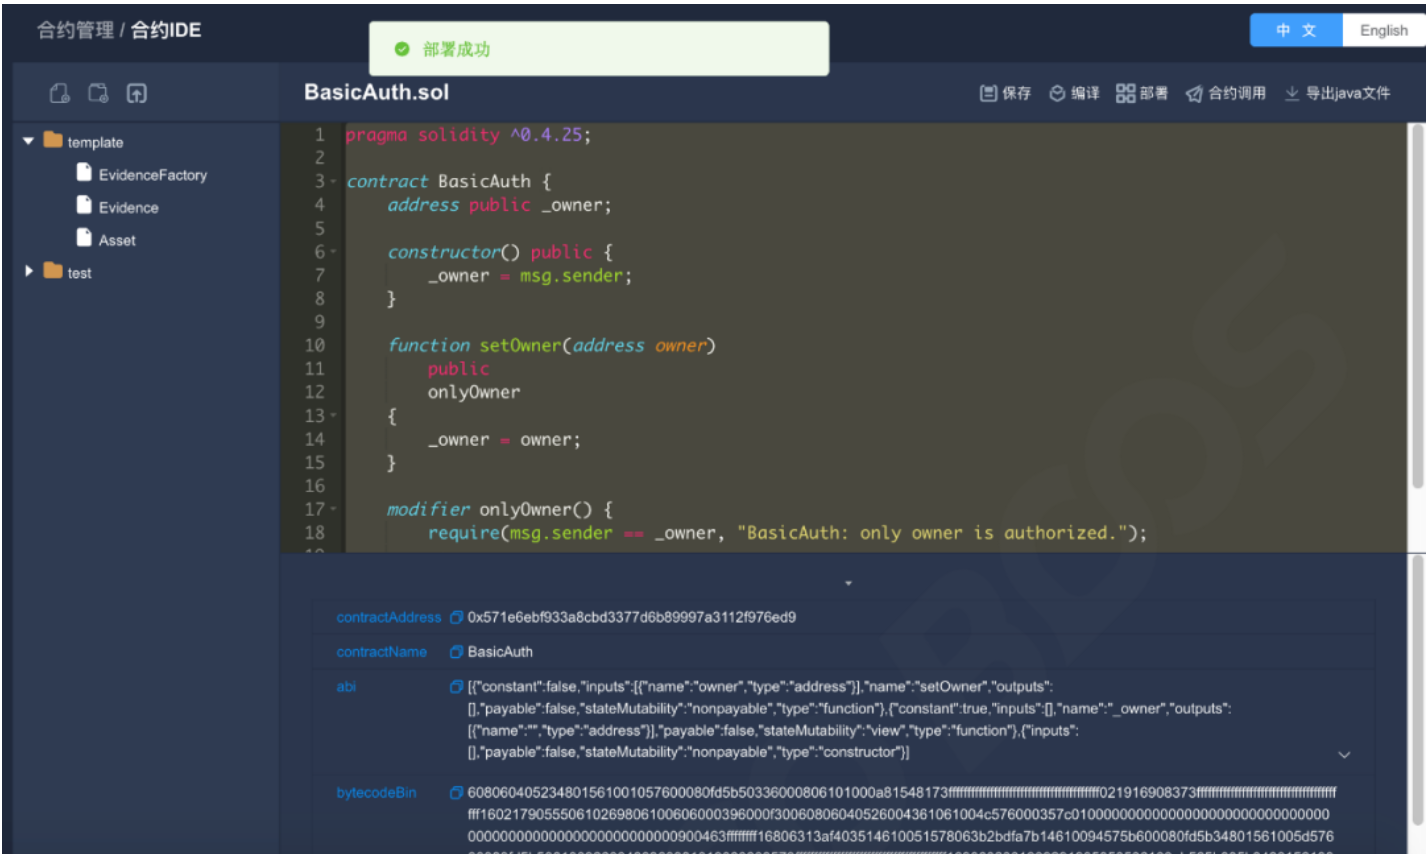 合约管理 / 合约IDE
部署成功
中 文 English
BasicAuth.sol
保存 编译 部署 合约调用 导出java文件
template
EvidenceFactory
Evidence
Asset
test
1 pragma solidity ^0.4.25;
2
3 contract BasicAuth {
4 address public _owner;
5
6 constructor() public {
7 _owner = msg.sender;
8 }
9
10 function setOwner(address owner)
11 public
12 onlyOwner
13 {
14 _owner = owner;
15 }
16
17 modifier onlyOwner() {
18 require(msg.sender == _owner, "BasicAuth: only owner is authorized.");
contractAddress 0x571e6ebf933a8cbd3377d6b89997a3112f976ed9
contractName BasicAuth
abi [{"constant":false,"inputs":[{"name":"owner","type":"address"}],"name":"setOwner","outputs":
[],"payable":false,"stateMutability":"nonpayable","type":"function"},{"constant":true,"inputs":[],"name":"_owner","outputs":
[{"name":"","type":"address"}],"payable":false,"stateMutability":"view","type":"function"},{"inputs":
[],"payable":false,"stateMutability":"nonpayable","type":"constructor"}]
bytecodeBin